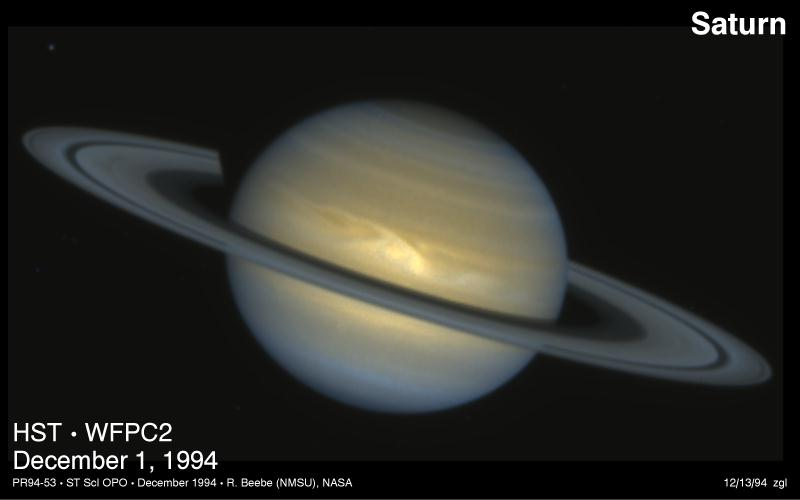 Saturn
HST • WFPC2
December 1, 1994
PR94-53 • ST ScI OPO • December 1994 • R. Beebe (NMSU), NASA
12/13/94 zgl